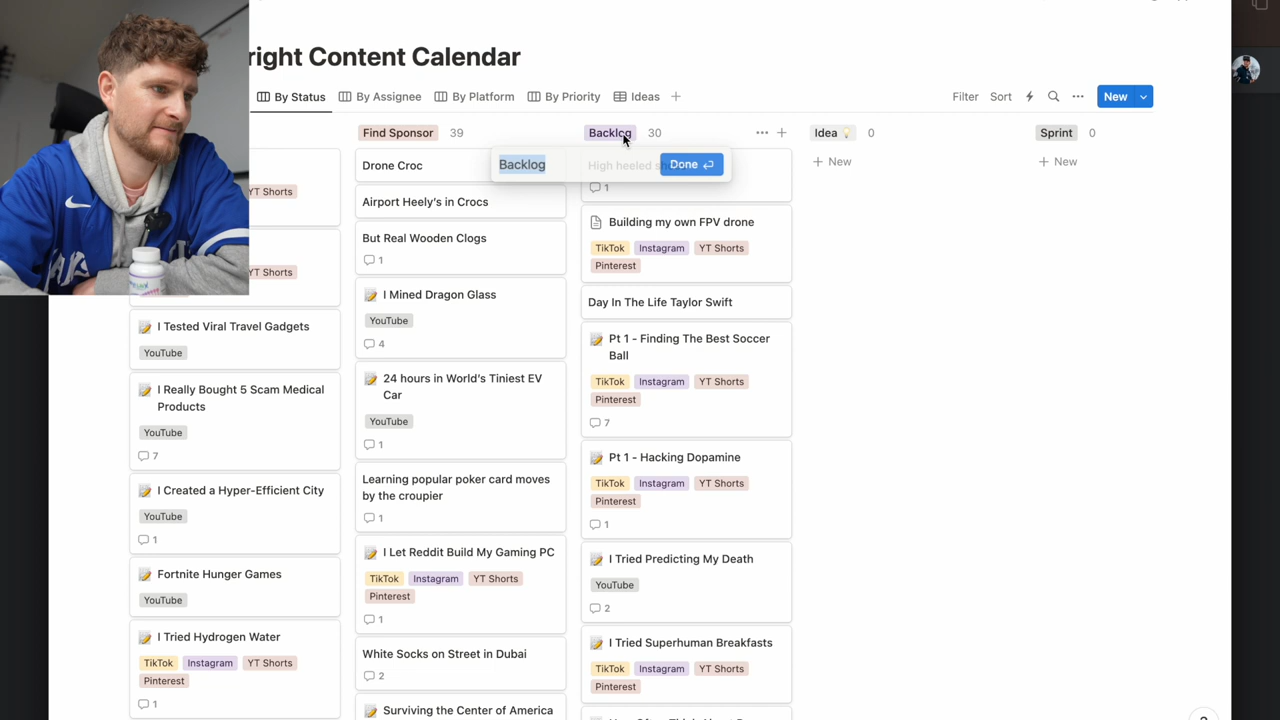 right Content Calendar
By Status
By Assignee
By Platform
By Priority
Ideas
Filter
Sort
New
Find Sponsor 39
Backlog 30
Idea 0
Sprint 0
Backlog
Done
+ New
+ New
YT Shorts
YT Shorts
I Tested Viral Travel Gadgets
YouTube
I Really Bought 5 Scam Medical
Products
YouTube
7
I Created a Hyper-Efficient City
YouTube
1
Fortnite Hunger Games
YouTube
I Tried Hydrogen Water
TikTok Instagram YT Shorts
Pinterest
1
Drone Croc
Airport Heely's in Crocs
But Real Wooden Clogs
1
I Mined Dragon Glass
YouTube
4
24 hours in World's Tiniest EV
Car
YouTube
1
Learning popular poker card moves
by the croupier
1
I Let Reddit Build My Gaming PC
TikTok Instagram YT Shorts
Pinterest
1
White Socks on Street in Dubai
2
Surviving the Center of America
High heeled
1
Building my own FPV drone
TikTok Instagram YT Shorts
Pinterest
Day In The Life Taylor Swift
Pt 1 - Finding The Best Soccer
Ball
TikTok Instagram YT Shorts
Pinterest
7
Pt 1 - Hacking Dopamine
TikTok Instagram YT Shorts
Pinterest
1
I Tried Predicting My Death
YouTube
2
I Tried Superhuman Breakfasts
TikTok Instagram YT Shorts
Pinterest